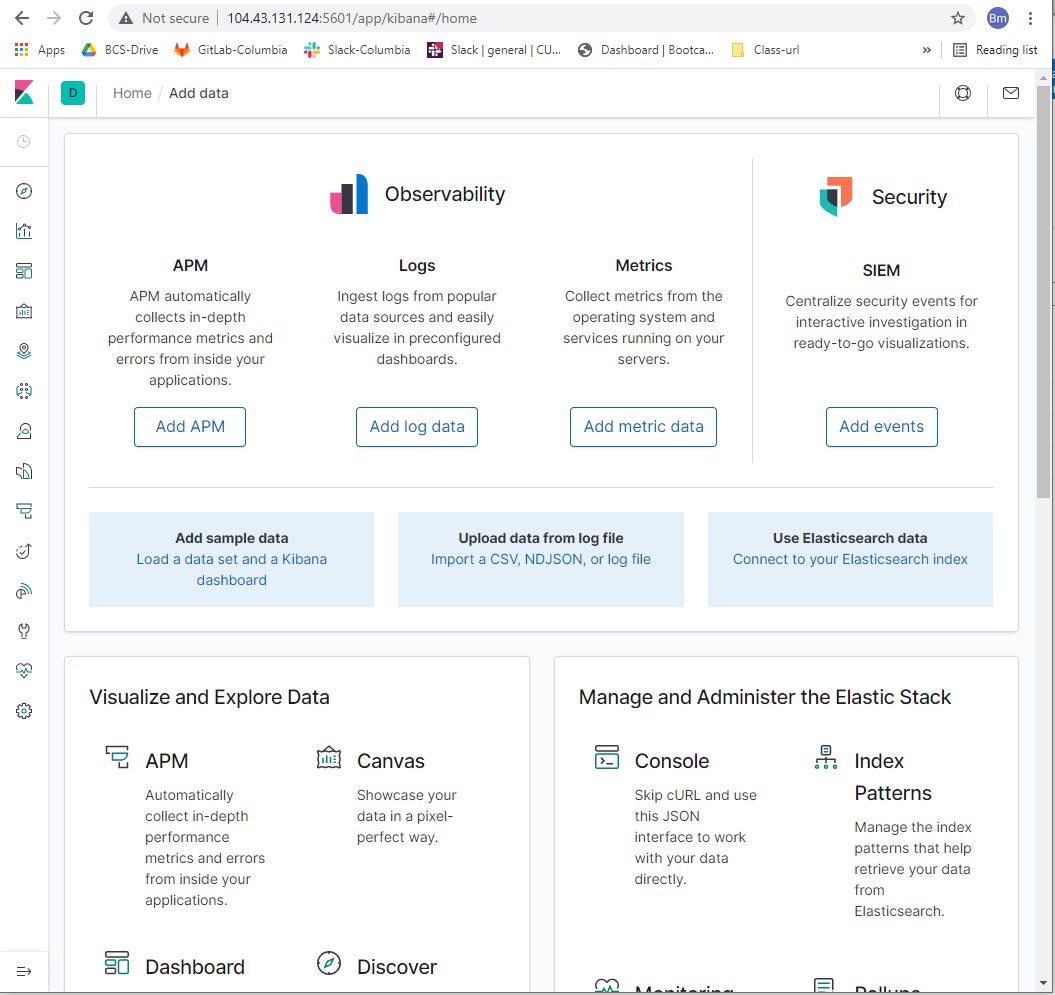 Not secure | 104.43.131.124:5601/app/kibana#/home Bm
Apps BCS-Drive GitLab-Columbia Slack-Columbia Slack | general | CU... Dashboard | Bootca... Class-url » Reading list
D Home / Add data
Observability
Security
APM
APM automatically
collects in-depth
performance metrics and
errors from inside your
applications.
Add APM
Logs
Ingest logs from popular
data sources and easily
visualize in preconfigured
dashboards.
Add log data
Metrics
Collect metrics from the
operating system and
services running on your
servers.
Add metric data
SIEM
Centralize security events for
interactive investigation in
ready-to-go visualizations.
Add events
Add sample data
Load a data set and a Kibana
dashboard
Upload data from log file
Import a CSV, NDJSON, or log file
Use Elasticsearch data
Connect to your Elasticsearch index
Visualize and Explore Data
APM
Automatically
collect in-depth
performance
metrics and errors
from inside your
applications.
Canvas
Showcase your
data in a pixel-
perfect way.
Dashboard
Discover
Manage and Administer the Elastic Stack
Console
Skip cURL and use
this JSON
interface to work
with your data
directly.
Index
Patterns
Manage the index
patterns that help
retrieve your data
from
Elasticsearch.
Monitoring
Rollups